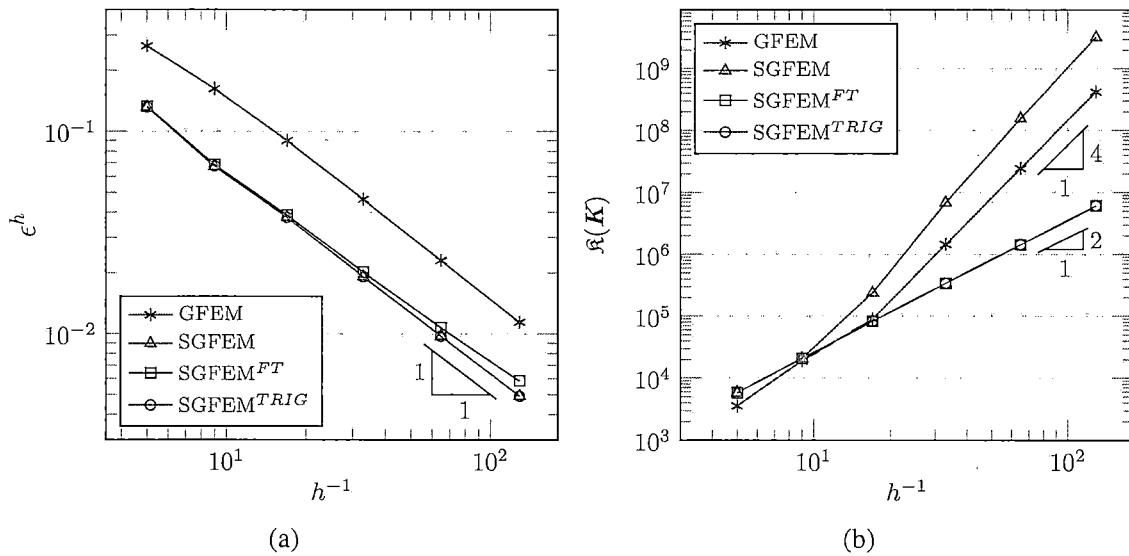 10^{-1}
10^{-2}
ϵ^h
GFEM
SGFEM
SGFEM^{FT}
SGFEM^{TRIG}
1
1
10^1
10^2
h^{-1}
(a)
10^9
10^8
10^7
10^6
10^5
10^4
10^3
𝔎(K)
GFEM
SGFEM
SGFEM^{FT}
SGFEM^{TRIG}
4
1
2
1
10^1
10^2
h^{-1}
(b)